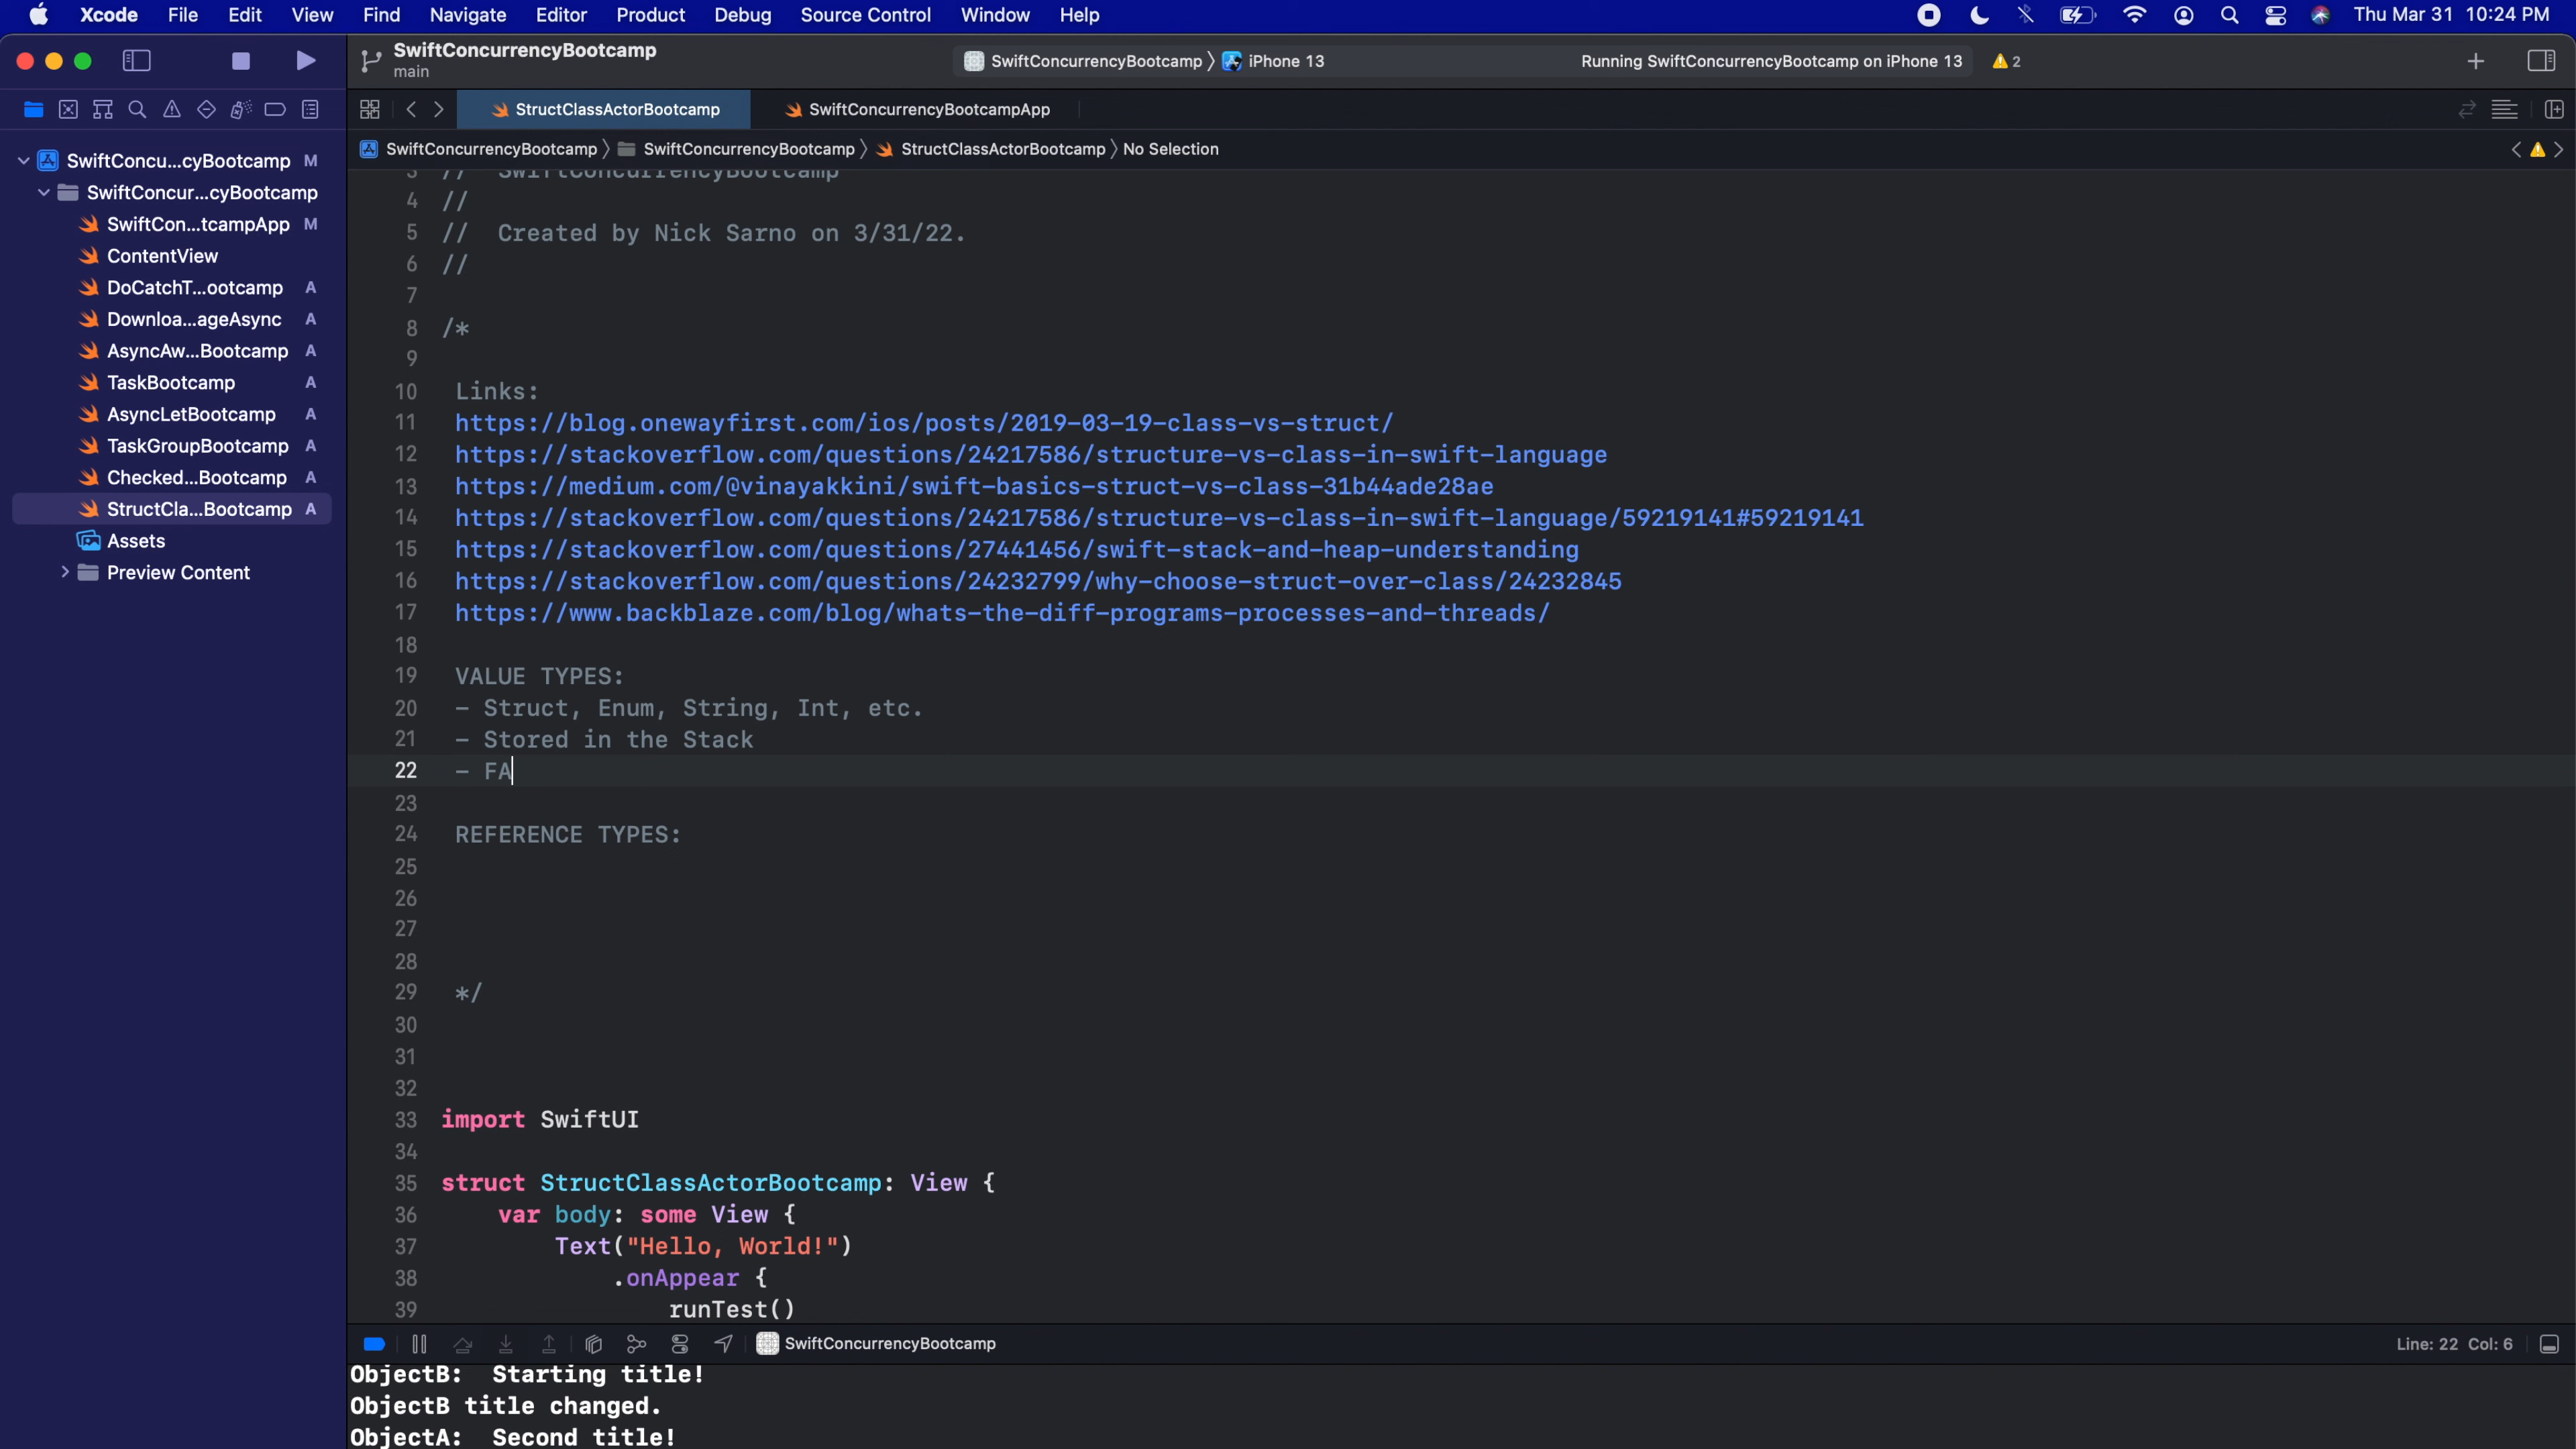 Xcode File Edit View Find Navigate Editor Product Debug Source Control Window Help Thu Mar 31 10:24 PM
SwiftConcurrencyBootcamp
main
SwiftConcurrencyBootcamp iPhone 13 Running SwiftConcurrencyBootcamp on iPhone 13 2
StructClassActorBootcamp SwiftConcurrencyBootcampApp
SwiftConcurrencyBootcamp SwiftConcurrencyBootcamp StructClassActorBootcamp No Selection
SwiftConcu...cyBootcamp M
SwiftConcur...cyBootcamp
SwiftCon...tcampApp M
ContentView
DoCatchT...ootcamp A
Downloa...ageAsync A
AsyncAw...Bootcamp A
TaskBootcamp A
AsyncLetBootcamp A
TaskGroupBootcamp A
Checked...Bootcamp A
StructCla...Bootcamp A
Assets
Preview Content
3 // SwiftConcurrencyBootcamp
4 //
5 // Created by Nick Sarno on 3/31/22.
6 //
7
8 /*
9
10 Links:
11 https://blog.onewayfirst.com/ios/posts/2019-03-19-class-vs-struct/
12 https://stackoverflow.com/questions/24217586/structure-vs-class-in-swift-language
13 https://medium.com/@vinayakkini/swift-basics-struct-vs-class-31b44ade28ae
14 https://stackoverflow.com/questions/24217586/structure-vs-class-in-swift-language/59219141#59219141
15 https://stackoverflow.com/questions/27441456/swift-stack-and-heap-understanding
16 https://stackoverflow.com/questions/24232799/why-choose-struct-over-class/24232845
17 https://www.backblaze.com/blog/whats-the-diff-programs-processes-and-threads/
18
19 VALUE TYPES:
20 - Struct, Enum, String, Int, etc.
21 - Stored in the Stack
22 - FA
23
24 REFERENCE TYPES:
25
26
27
28
29 */
30
31
32
33 import SwiftUI
34
35 struct StructClassActorBootcamp: View {
36 var body: some View {
37 Text("Hello, World!")
38 .onAppear {
39 runTest()
SwiftConcurrencyBootcamp Line: 22 Col: 6
ObjectB: Starting title!
ObjectB title changed.
ObjectA: Second title!